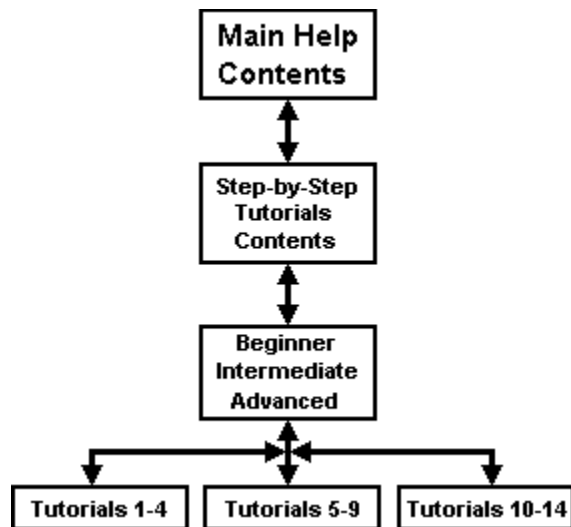 Main Help
Contents
Step-by-Step
Tutorials
Contents
Beginner
Intermediate
Advanced
Tutorials 1-4
Tutorials 5-9
Tutorials 10-14